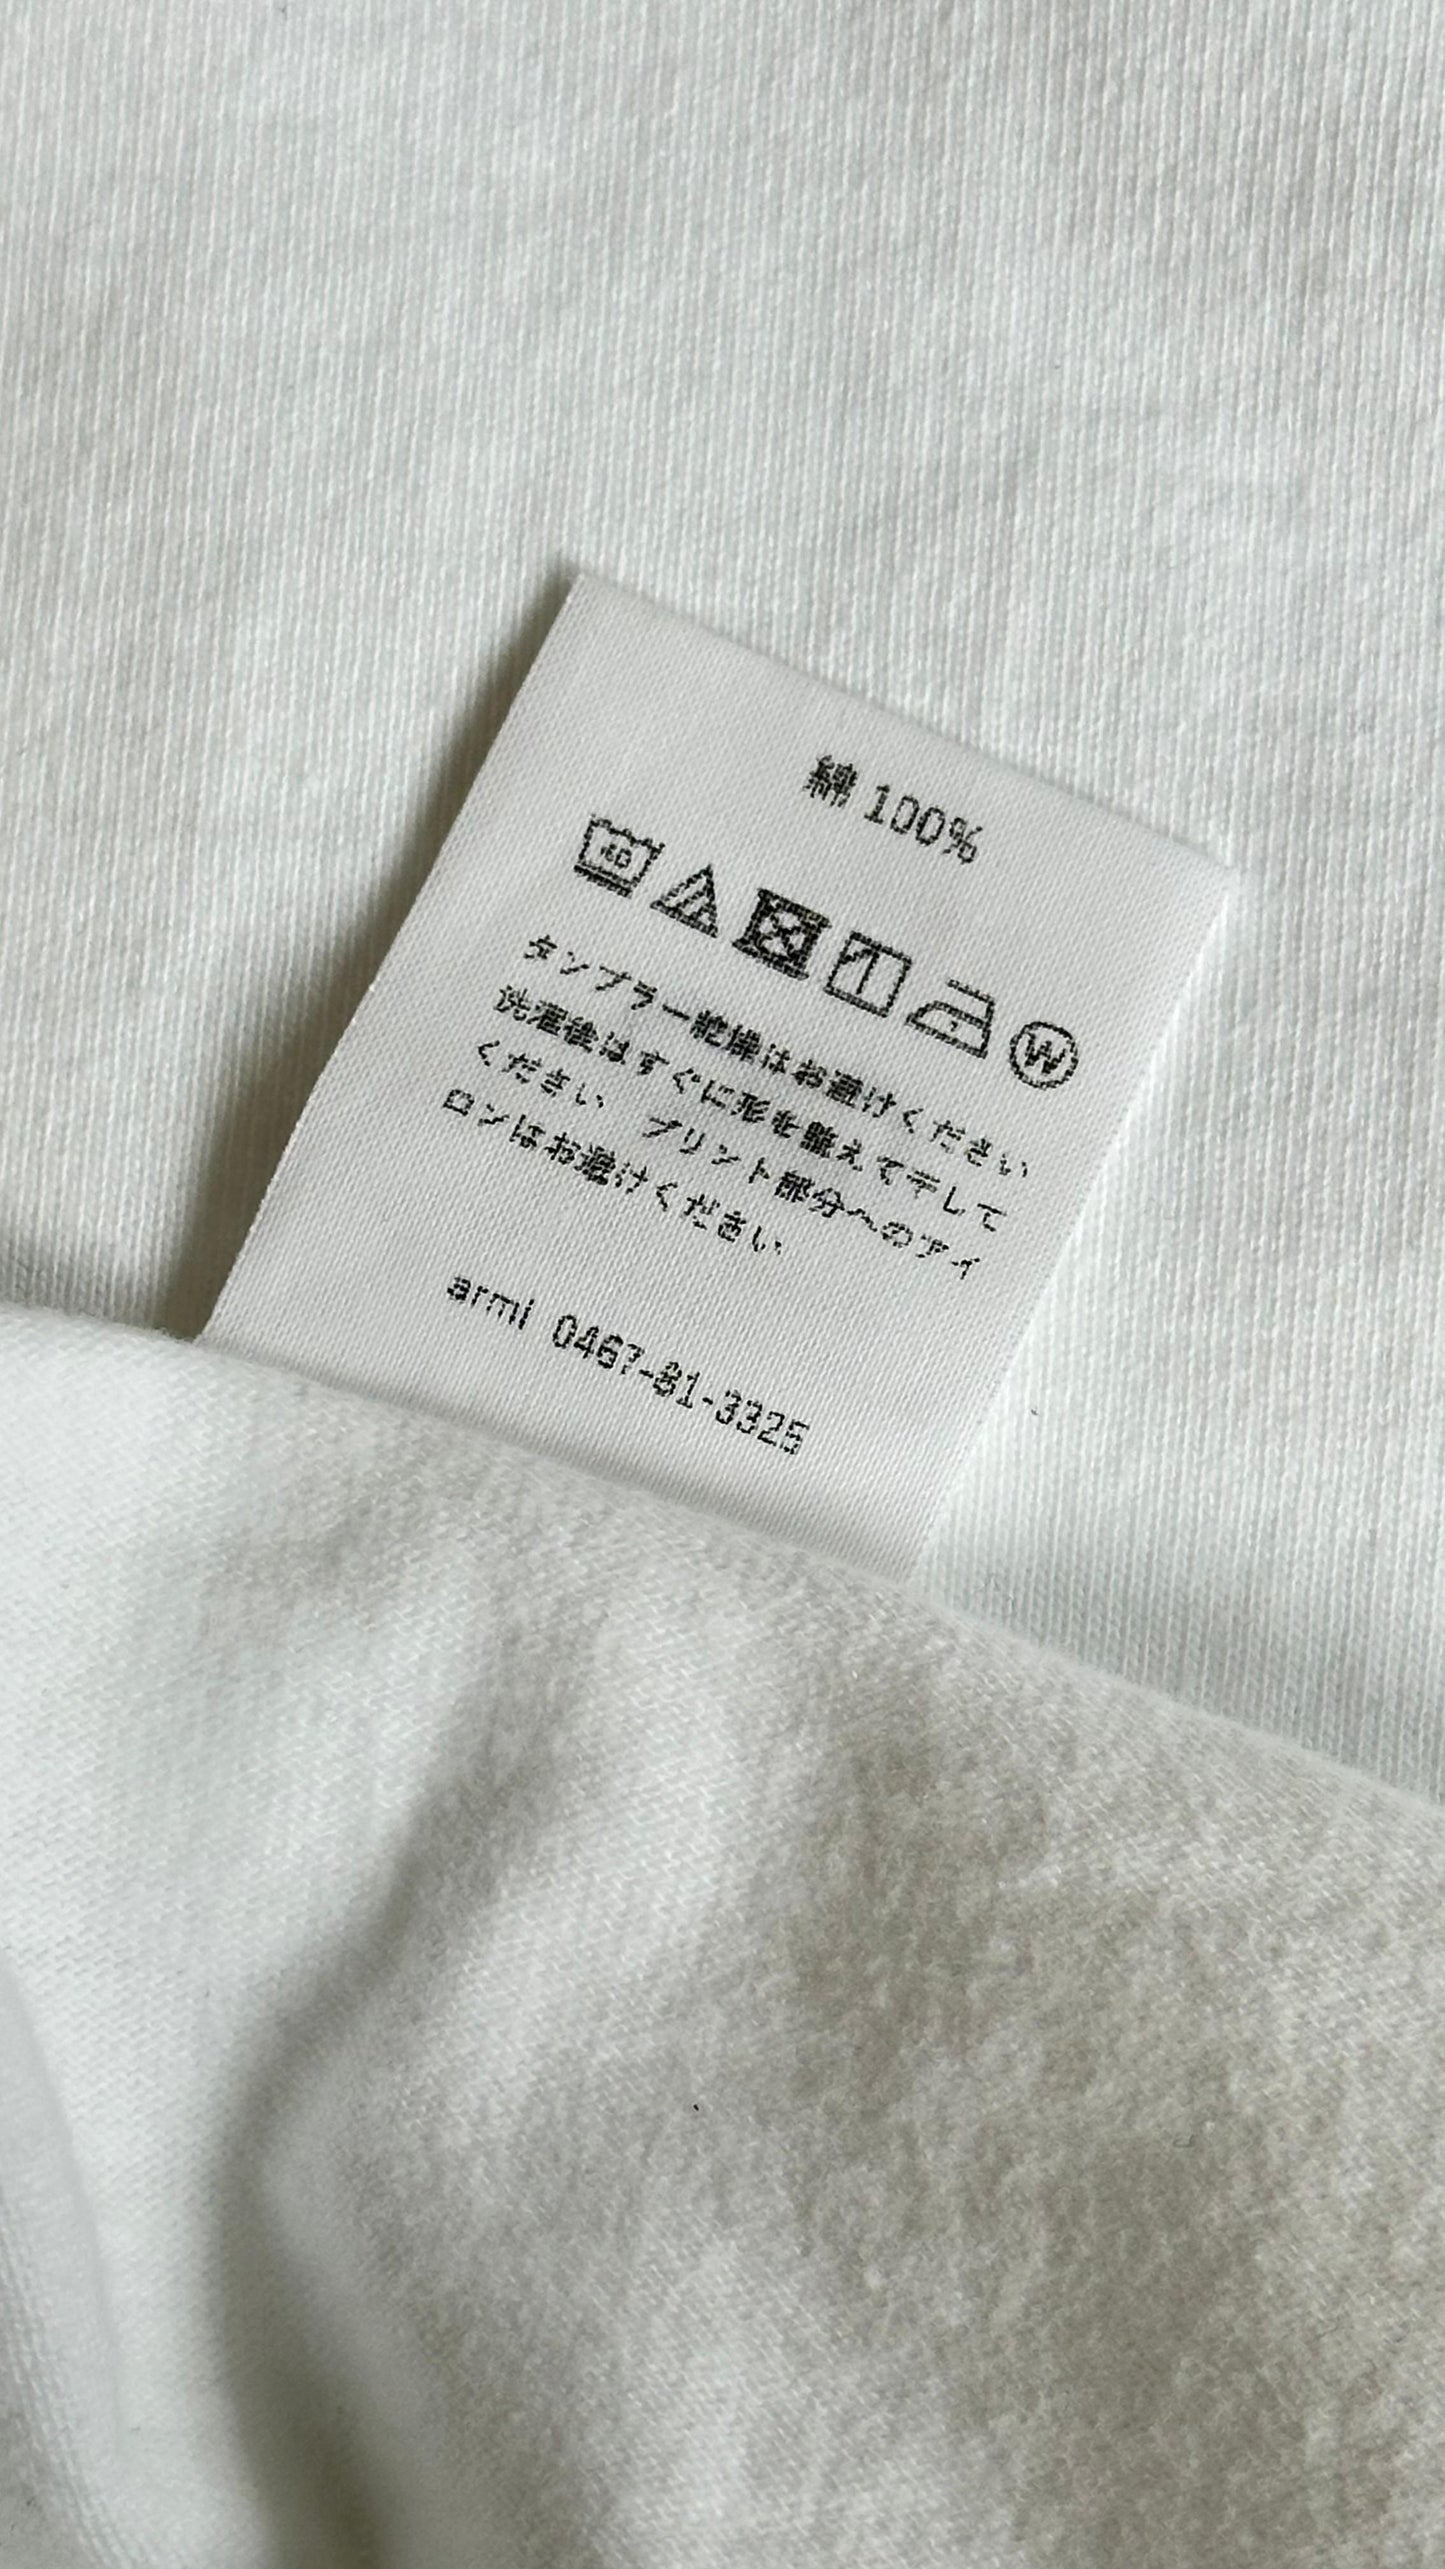 綿 100%
40
W
タンブラー乾燥はお避けください
洗濯後はすぐに形を整えて干して
ください プリント部分へのアイ
ロンはお避けください
armi 0467-81-3325